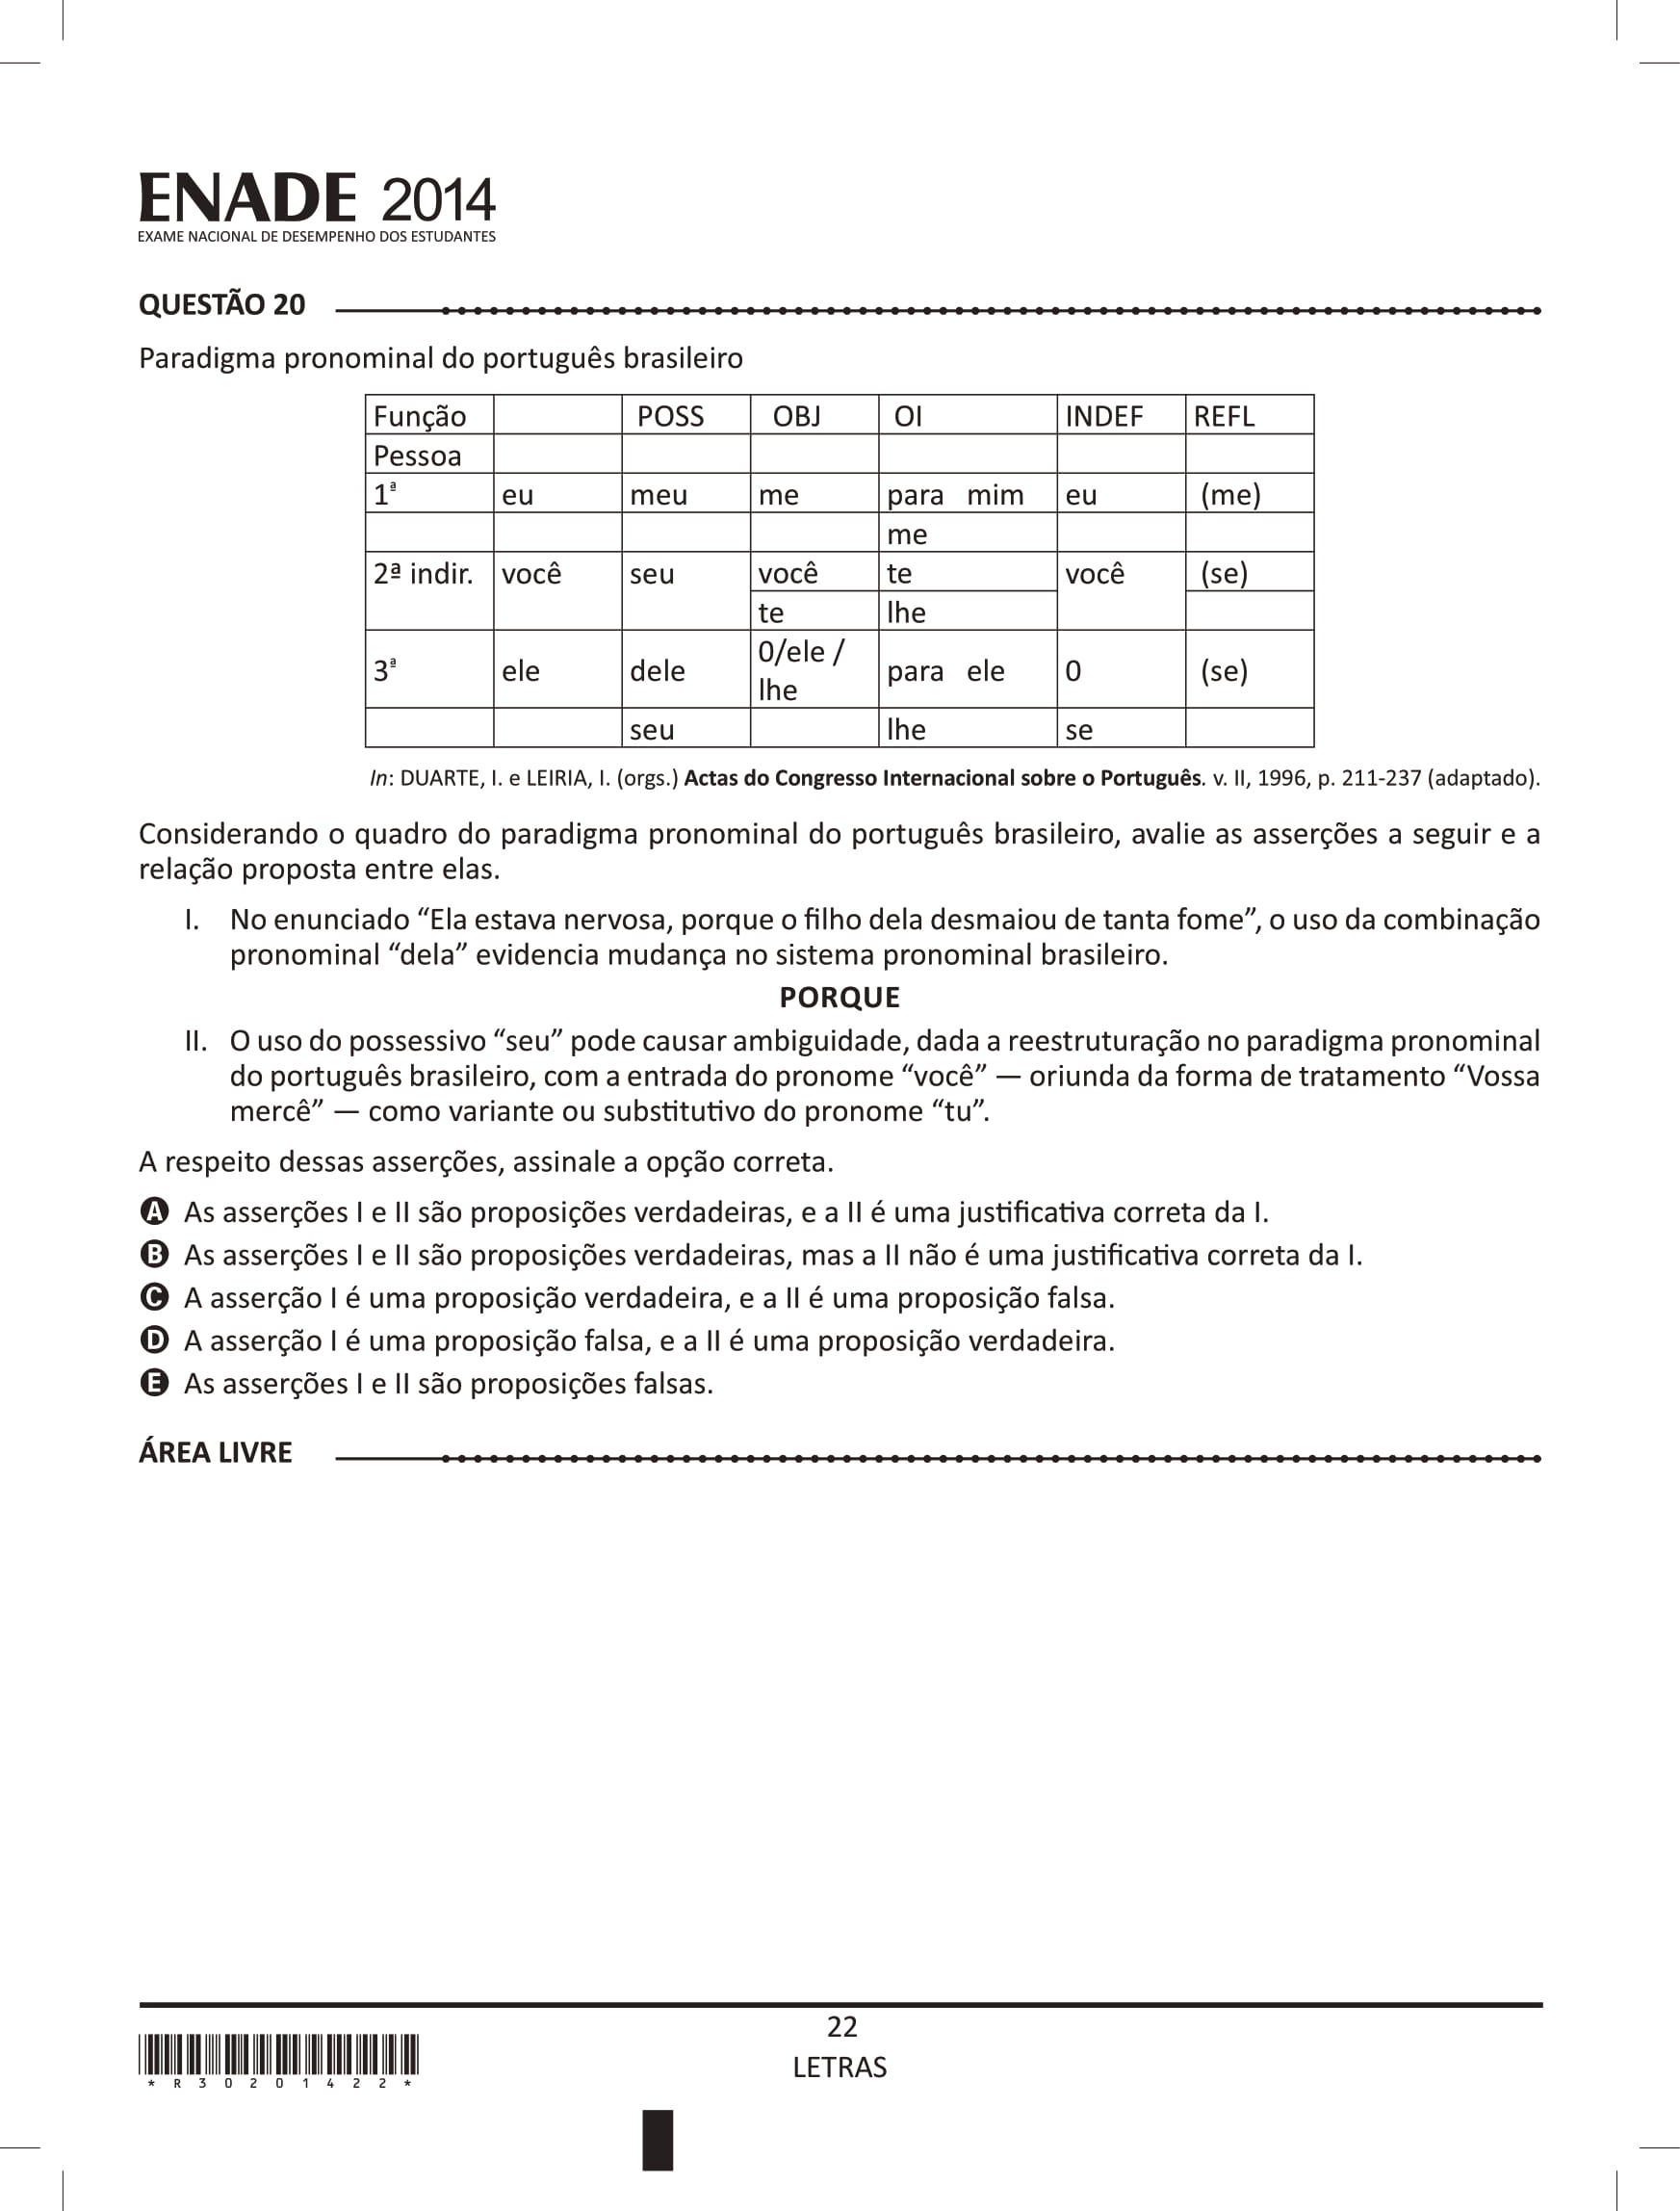 ENADE 2014
EXAME NACIONAL DE DESEMPENHO DOS ESTUDANTES
QUESTÃO 20
Paradigma pronominal do português brasileiro
Função POSS OBJ OI INDEF REFL
Pessoa
1ª eu meu me para mim eu (me)
me
2ª indir. você seu você te você (se)
te lhe
3ª ele dele 0/ele / lhe para ele 0 (se)
seu lhe se
In: DUARTE, I. e LEIRIA, I. (orgs.) Actas do Congresso Internacional sobre o Português. v. II, 1996, p. 211-237 (adaptado).
Considerando o quadro do paradigma pronominal do português brasileiro, avalie as asserções a seguir e a
relação proposta entre elas.
I. No enunciado “Ela estava nervosa, porque o filho dela desmaiou de tanta fome”, o uso da combinação
pronominal “dela” evidencia mudança no sistema pronominal brasileiro.
PORQUE
II. O uso do possessivo “seu” pode causar ambiguidade, dada a reestruturação no paradigma pronominal
do português brasileiro, com a entrada do pronome “você” — oriunda da forma de tratamento “Vossa
mercê” — como variante ou substitutivo do pronome “tu”.
A respeito dessas asserções, assinale a opção correta.
A As asserções I e II são proposições verdadeiras, e a II é uma justificativa correta da I.
B As asserções I e II são proposições verdadeiras, mas a II não é uma justificativa correta da I.
C A asserção I é uma proposição verdadeira, e a II é uma proposição falsa.
D A asserção I é uma proposição falsa, e a II é uma proposição verdadeira.
E As asserções I e II são proposições falsas.
ÁREA LIVRE
22
LETRAS
* R 3 0 2 0 1 4 2 2 *